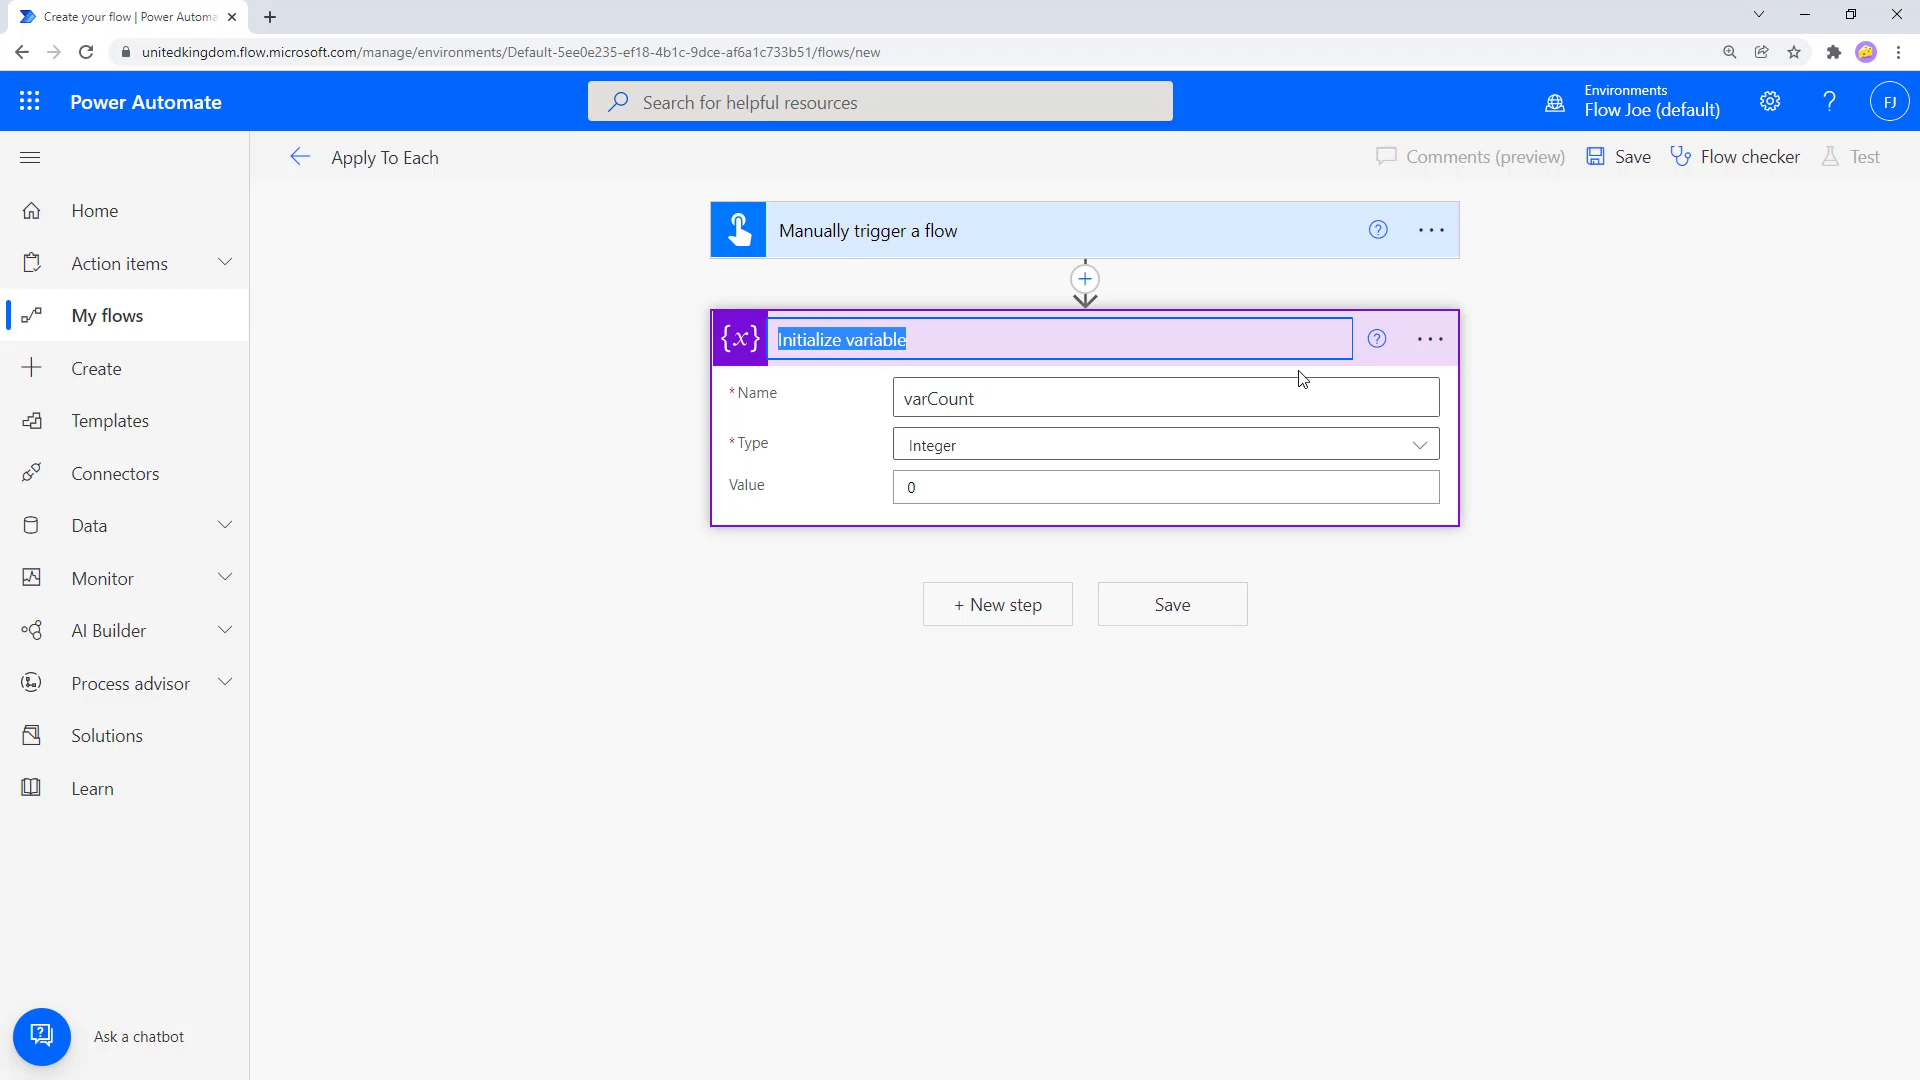 Create your flow | Power Automa
unitedkingdom.flow.microsoft.com/manage/environments/Default-5ee0e235-ef18-4b1c-9dce-af6a1c733b51/flows/new
Power Automate
Search for helpful resources
Environments
Flow Joe (default)
?
FJ
Apply To Each
Comments (preview)
Save
Flow checker
Test
Home
Action items
My flows
Create
Templates
Connectors
Data
Monitor
AI Builder
Process advisor
Solutions
Learn
Ask a chatbot
Manually trigger a flow
?
+
{x}
Initialize variable
?
* Name
varCount
* Type
Integer
Value
0
+ New step
Save